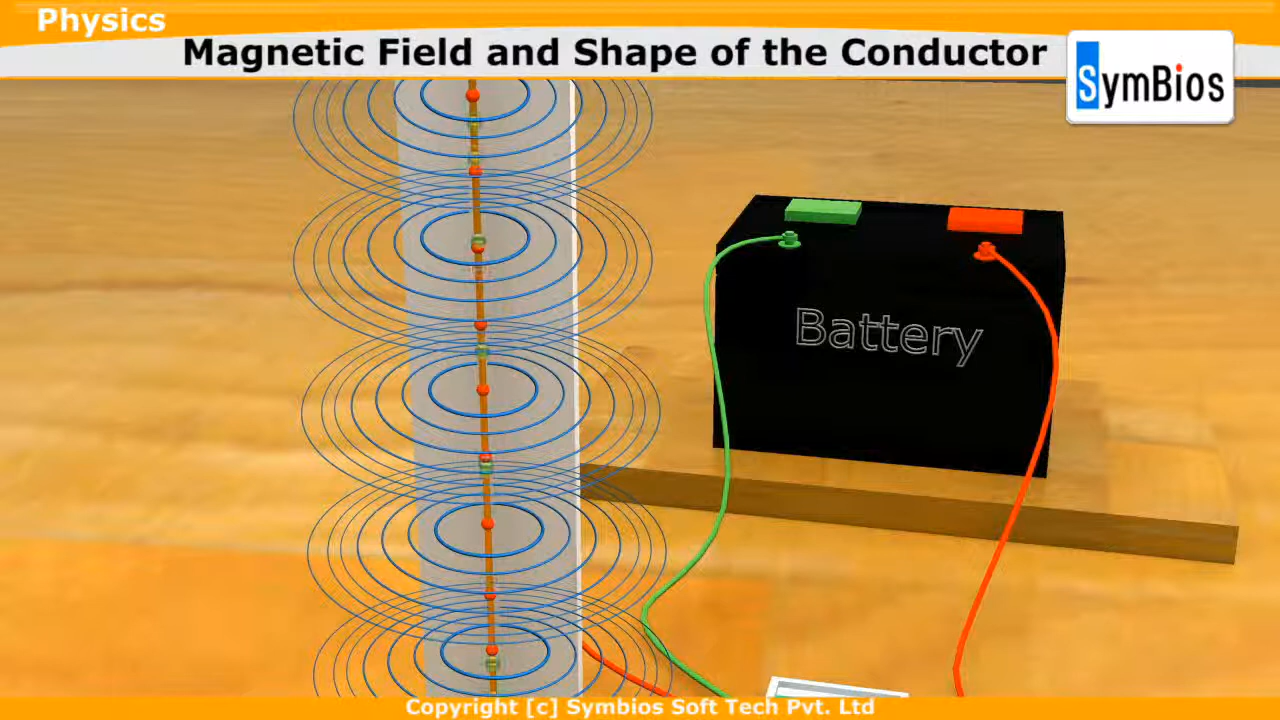 Physics
Magnetic Field and Shape of the Conductor
SymBios
Battery
Copyright [c] Symbios Soft Tech Pvt. Ltd